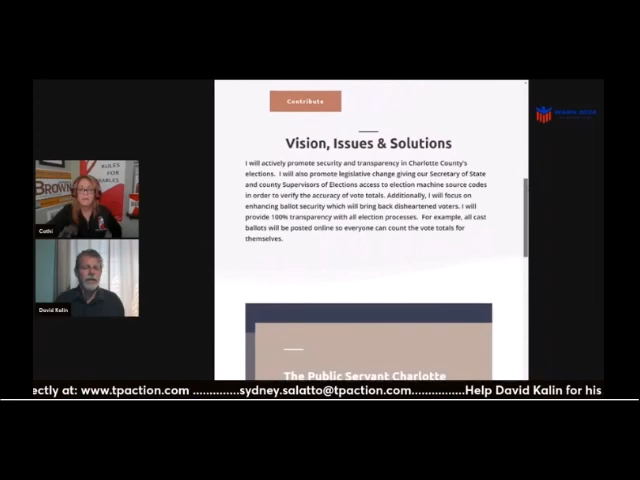 Contribute
Vision, Issues & Solutions
I will actively promote security and transparency in Charlotte County's
elections. I will also promote legislative change giving our Secretary of State
and county Supervisors of Elections access to election machine source codes
in order to verify the accuracy of vote totals. Additionally, I will focus on
enhancing ballot security which will bring back disheartened voters. I will
provide 100% transparency with all election processes. For example, all cast
ballots will be posted online so everyone can count the vote totals for
themselves.
RULES
FOR
BROWN
Cathi
David Kalin
The Public Servant Charlotte
ectly at: www.tpaction.com ..............sydney.salatto@tpaction.com................Help David Kalin for his